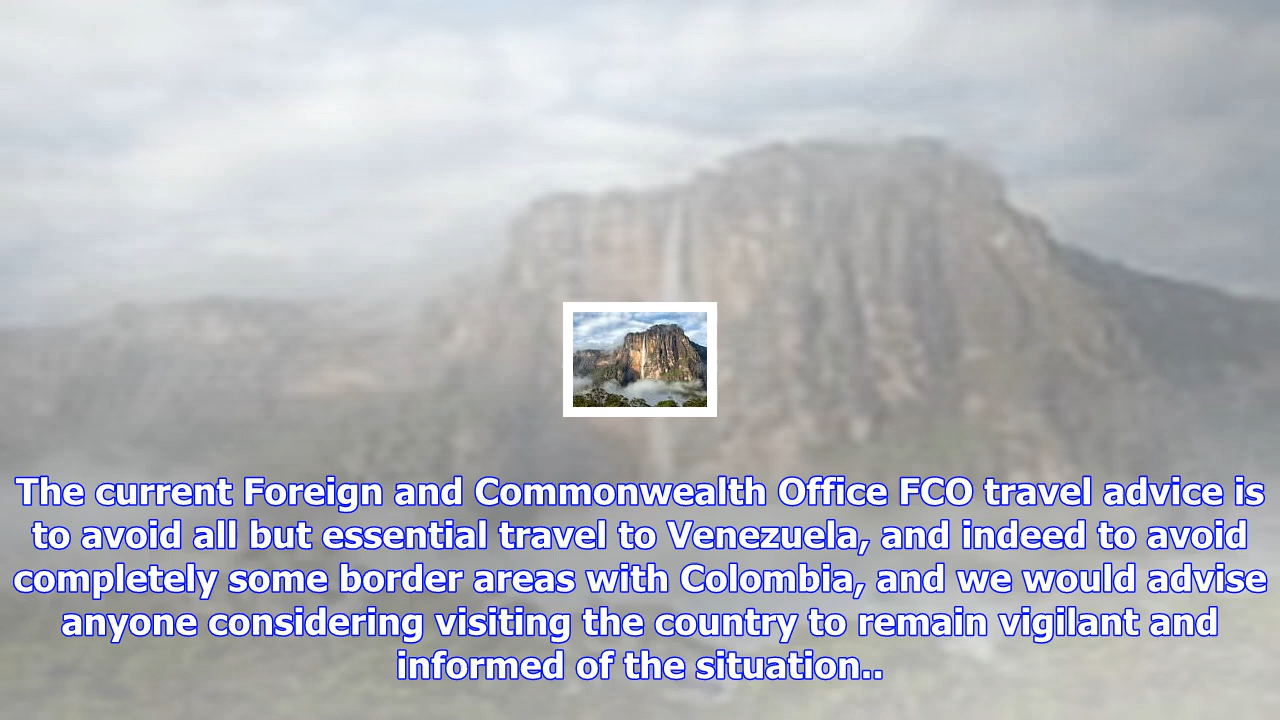 The current Foreign and Commonwealth Office FCO travel advice is
to avoid all but essential travel to Venezuela, and indeed to avoid
completely some border areas with Colombia, and we would advise
anyone considering visiting the country to remain vigilant and
informed of the situation..